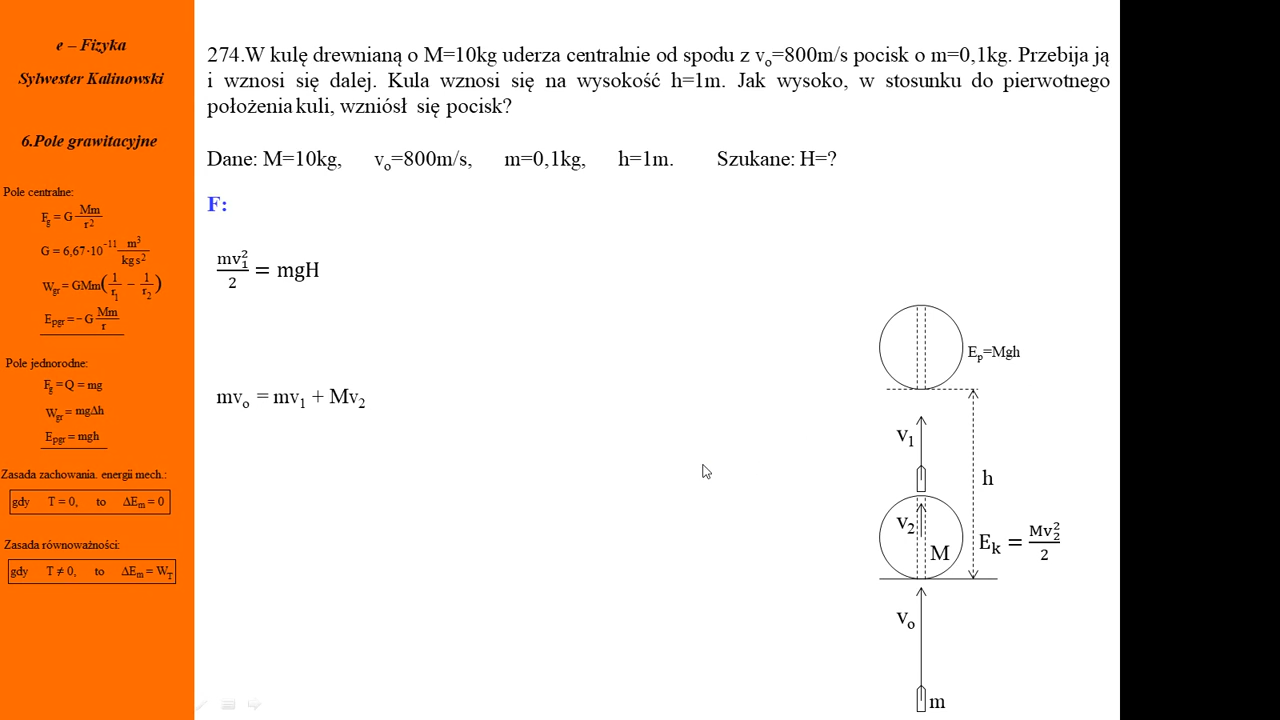 e – Fizyka
Sylwester Kalinowski
6.Pole grawitacyjne
Pole centralne:
F_g = G Mm/r²
G = 6,67·10⁻¹¹ m³/kgs²
W_gr = GMm(1/r₁ − 1/r₂)
E_pgr = − G Mm/r
Pole jednorodne:
F_g = Q = mg
W_gr = mgΔh
E_pgr = mgh
Zasada zachowania. energii mech.:
gdy T = 0, to ΔE_m = 0
Zasada równoważności:
gdy T ≠ 0, to ΔE_m = W_T
274.W kulę drewnianą o M=10kg uderza centralnie od spodu z v_o=800m/s pocisk o m=0,1kg. Przebija ją
i wznosi się dalej. Kula wznosi się na wysokość h=1m. Jak wysoko, w stosunku do pierwotnego
położenia kuli, wzniósł się pocisk?
Dane: M=10kg, v_o=800m/s, m=0,1kg, h=1m. Szukane: H=?
F:
mv₁²/2 = mgH
mv_o = mv₁ + Mv₂
E_p=Mgh
v₁
h
v₂
M
E_k = Mv₂²/2
v_o
m